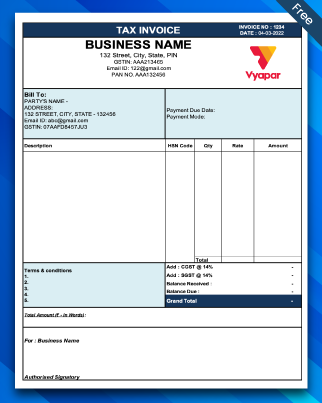 Free
TAX INVOICE
INVOICE NO : 1234
DATE : 04-03-2022
BUSINESS NAME
132 Street, City, State, PIN
GSTIN: AAA213465
Email ID: 122@gmail.com
PAN NO. AAA132456
Vyapar
Bill To:
PARTY'S NAME -
ADDRESS:
132 STREET, CITY, STATE - 132456
Email ID: abc@gmail.com
GSTIN: 07AAFD8457JU3
Payment Due Date:
Payment Mode:
Description HSN Code Qty Rate Amount
Total
Terms & conditions
1.
2.
3.
4.
5.
Add : CGST @ 14% -
Add : SGST @ 14% -
Balance Received : -
Balance Due : -
Grand Total -
Total Amount (₹ - In Words):
For : Business Name
Authorised Signatory